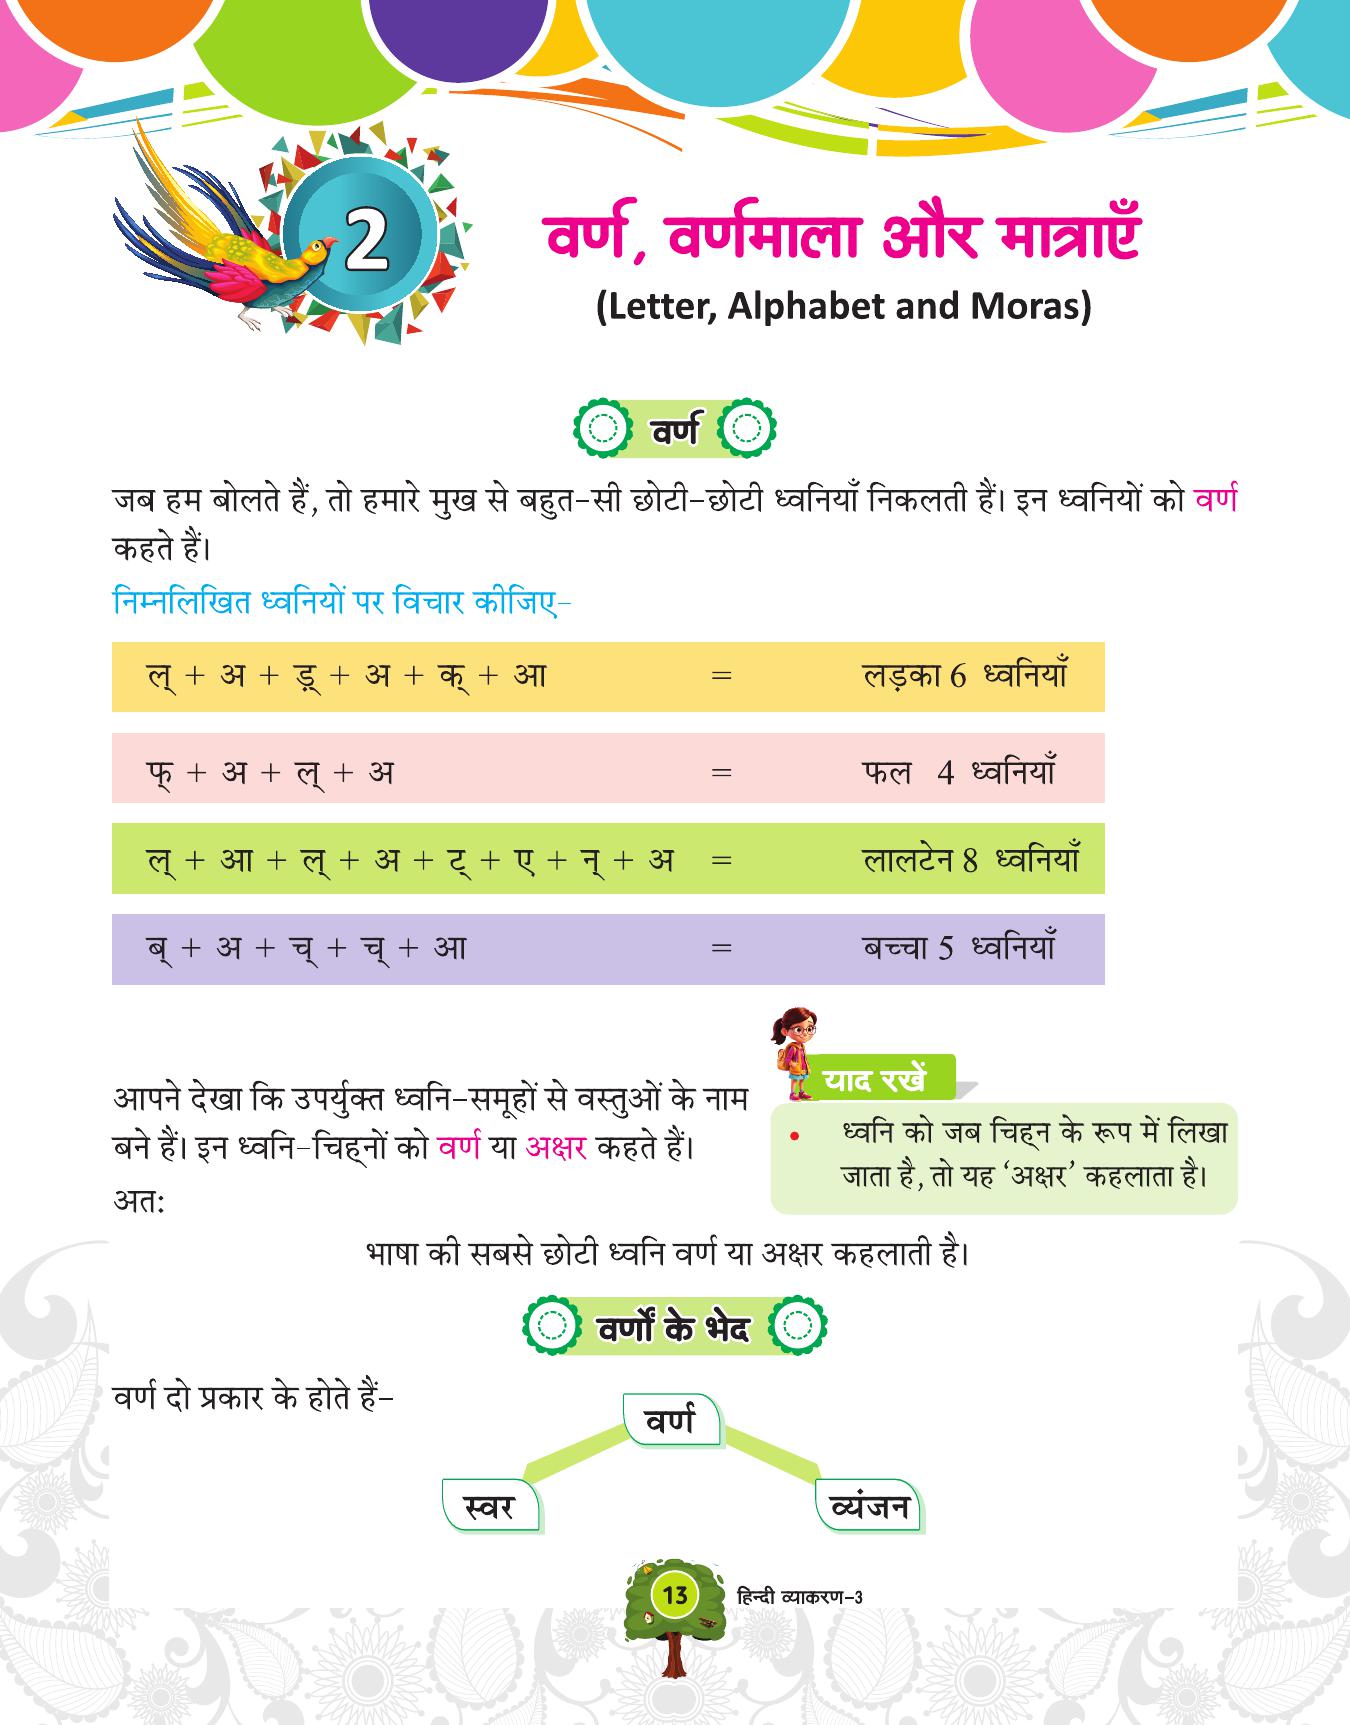 2
वर्ण, वर्णमाला और मात्राएँ
(Letter, Alphabet and Moras)
वर्ण
जब हम बोलते हैं, तो हमारे मुख से बहुत-सी छोटी-छोटी ध्वनियाँ निकलती हैं। इन ध्वनियों को वर्ण
कहते हैं।
निम्नलिखित ध्वनियों पर विचार कीजिए-
ल् + अ + ड़् + अ + क् + आ = लड़का 6 ध्वनियाँ
फ् + अ + ल् + अ = फल 4 ध्वनियाँ
ल् + आ + ल् + अ + ट् + ए + न् + अ = लालटेन 8 ध्वनियाँ
ब् + अ + च् + च् + आ = बच्चा 5 ध्वनियाँ
आपने देखा कि उपर्युक्त ध्वनि-समूहों से वस्तुओं के नाम
बने हैं। इन ध्वनि-चिह्नों को वर्ण या अक्षर कहते हैं।
अतः
याद रखें
• ध्वनि को जब चिह्न के रूप में लिखा
जाता है, तो यह ‘अक्षर’ कहलाता है।
भाषा की सबसे छोटी ध्वनि वर्ण या अक्षर कहलाती है।
वर्णों के भेद
वर्ण दो प्रकार के होते हैं-
वर्ण
स्वर व्यंजन
13 हिन्दी व्याकरण-3